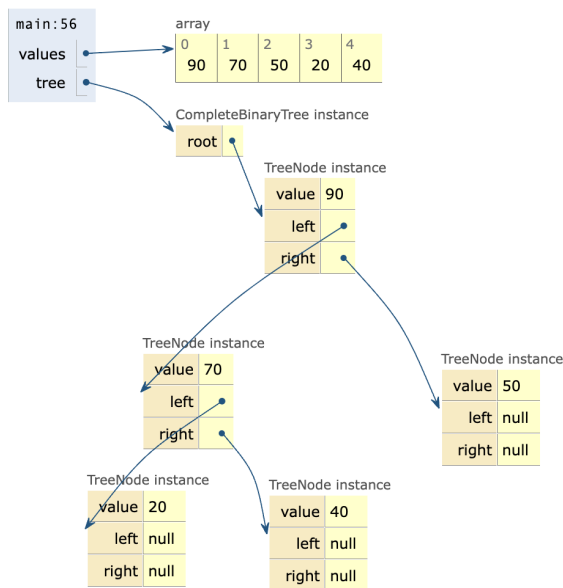 main:56
values
tree
array
0 1 2 3 4
90 70 50 20 40
CompleteBinaryTree instance
root
TreeNode instance
value 90
left
right
TreeNode instance
value 70
left
right
TreeNode instance
value 50
left null
right null
TreeNode instance
value 20
left null
right null
TreeNode instance
value 40
left null
right null